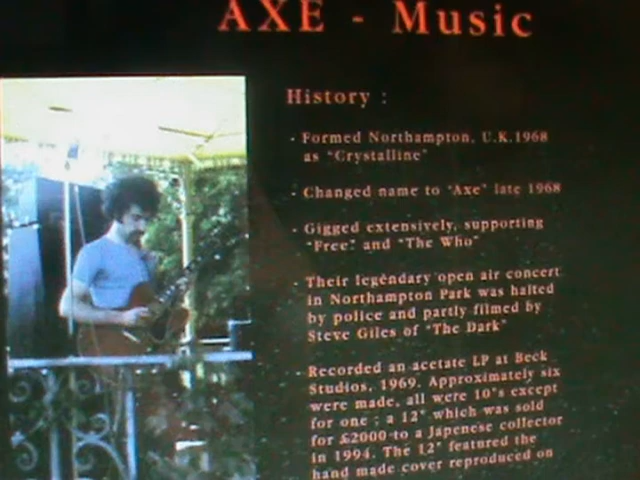 AXE - Music
History :
- Formed Northampton, U.K.1968
as "Crystalline"
- Changed name to "Axe" late 1968
- Gigged extensively, supporting
"Free" and "The Who"
- Their legendary open air concert
in Northampton Park was halted
by police and partly filmed by
Steve Giles of "The Dark"
- Recorded an acetate LP at Beck
Studios, 1969. Approximately six
were made, all were 10"s except
for one ; a 12" which was sold
for £2000 to a Japenese collector
in 1994. The 12" featured the
hand made cover reproduced on